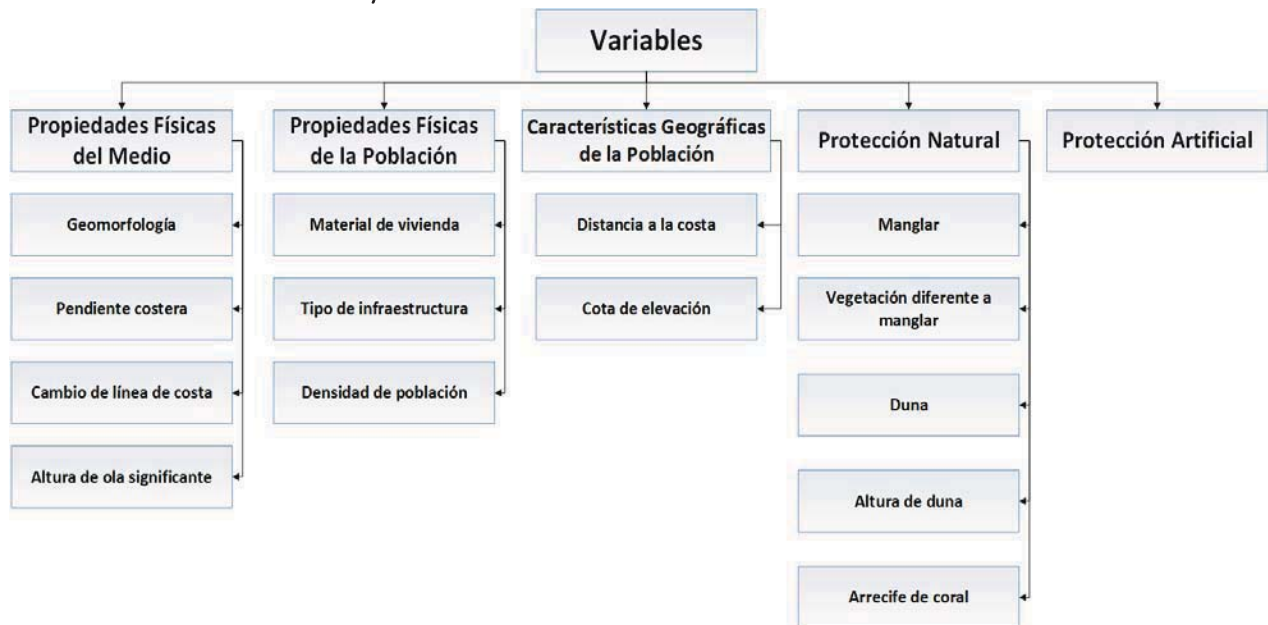 Variables
Propiedades Físicas
del Medio
Propiedades Físicas
de la Población
Características Geográficas
de la Población
Protección Natural
Protección Artificial
Geomorfología
Material de vivienda
Distancia a la costa
Manglar
Pendiente costera
Tipo de infraestructura
Cota de elevación
Vegetación diferente a
manglar
Cambio de línea de costa
Densidad de población
Duna
Altura de ola significante
Altura de duna
Arrecife de coral